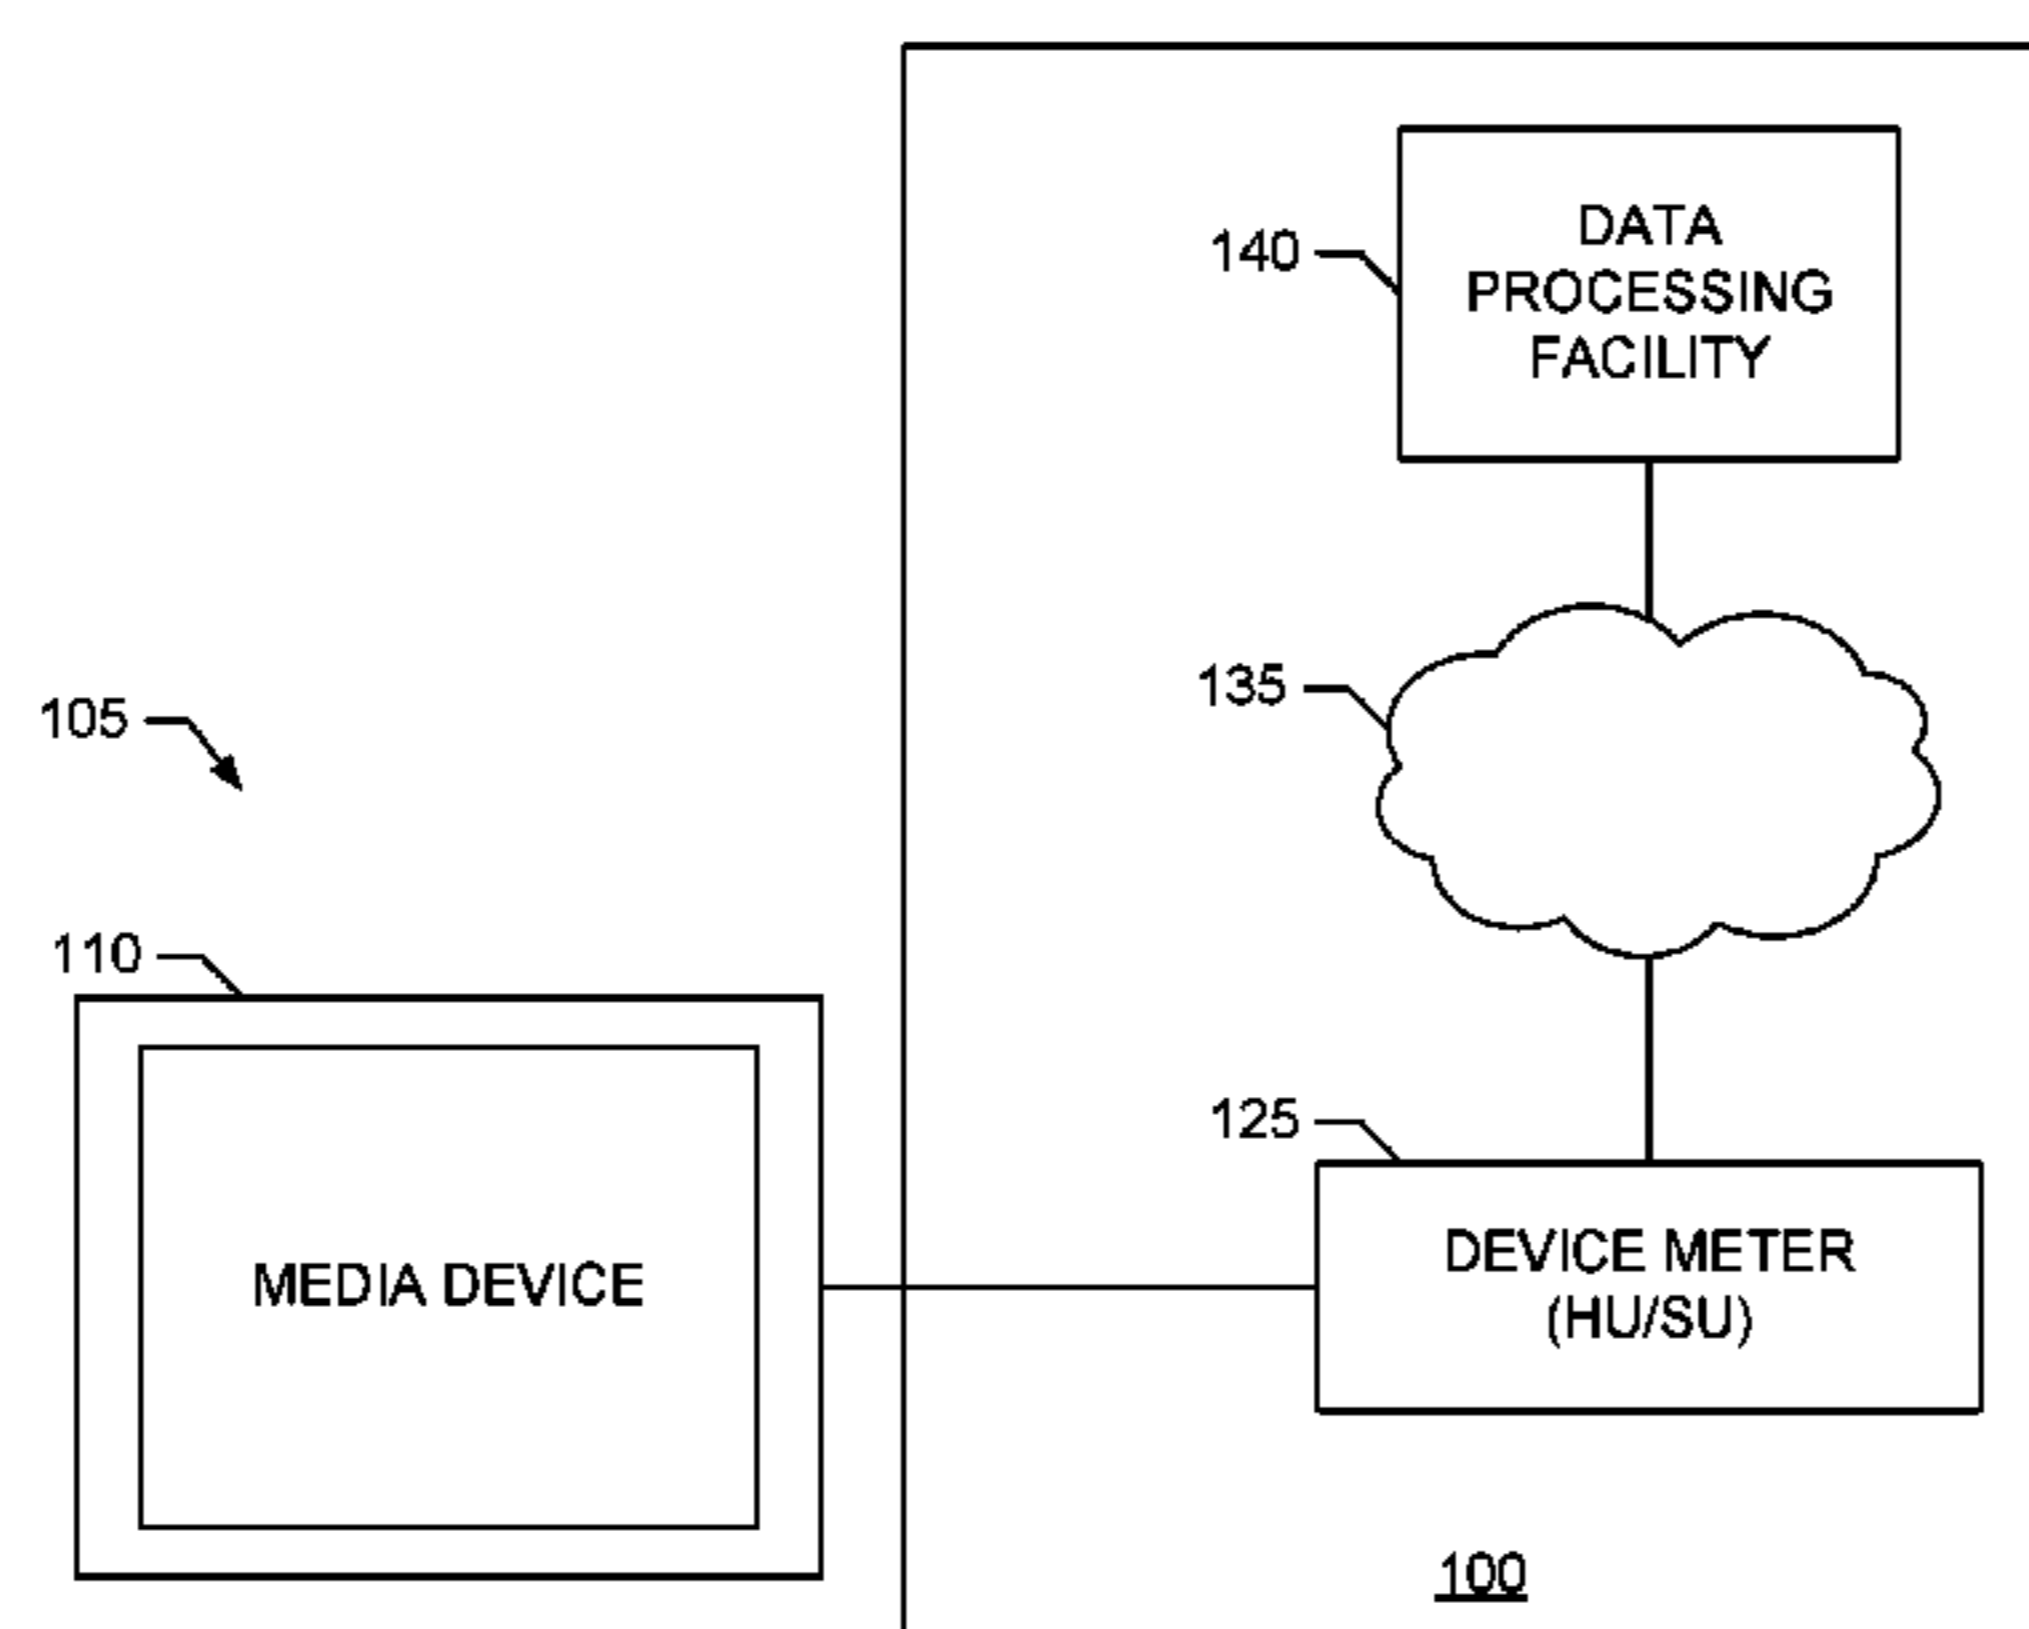 140
DATA
PROCESSING
FACILITY
135
105
110
125
MEDIA DEVICE
DEVICE METER
(HU/SU)
100